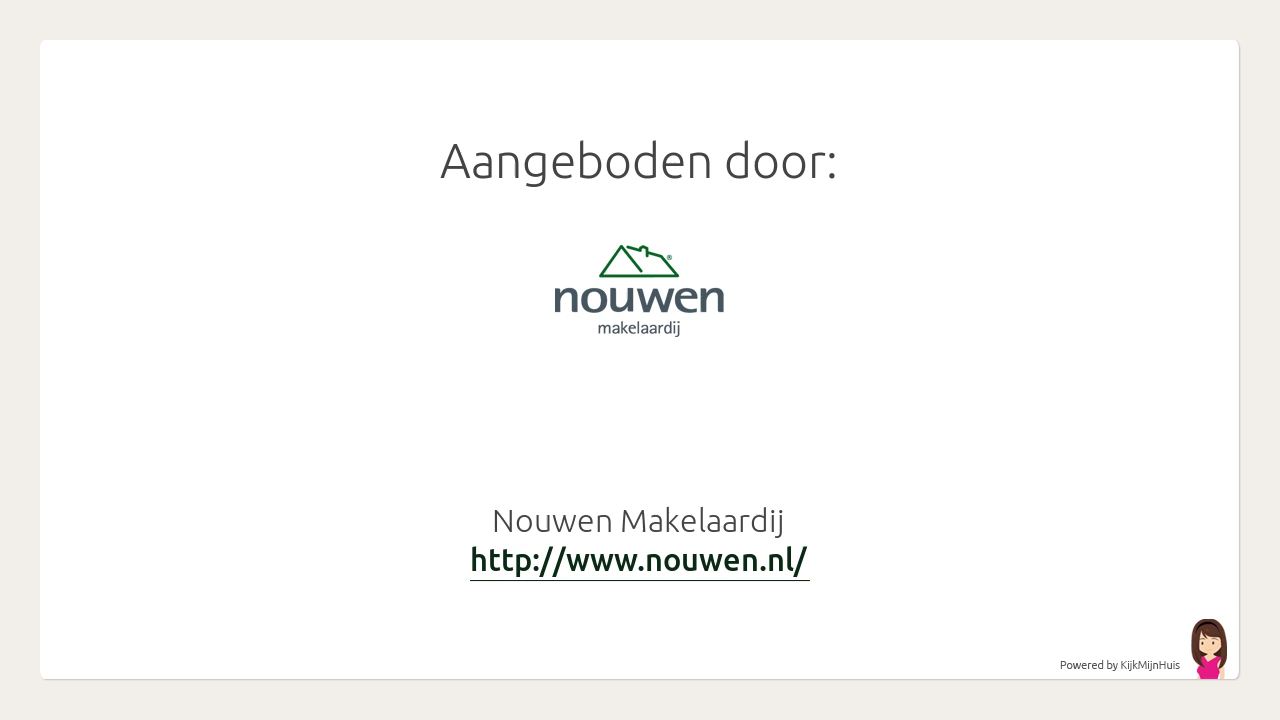 Aangeboden door:
®
nouwen
makelaardij
Nouwen Makelaardij
http://www.nouwen.nl/
Powered by KijkMijnHuis